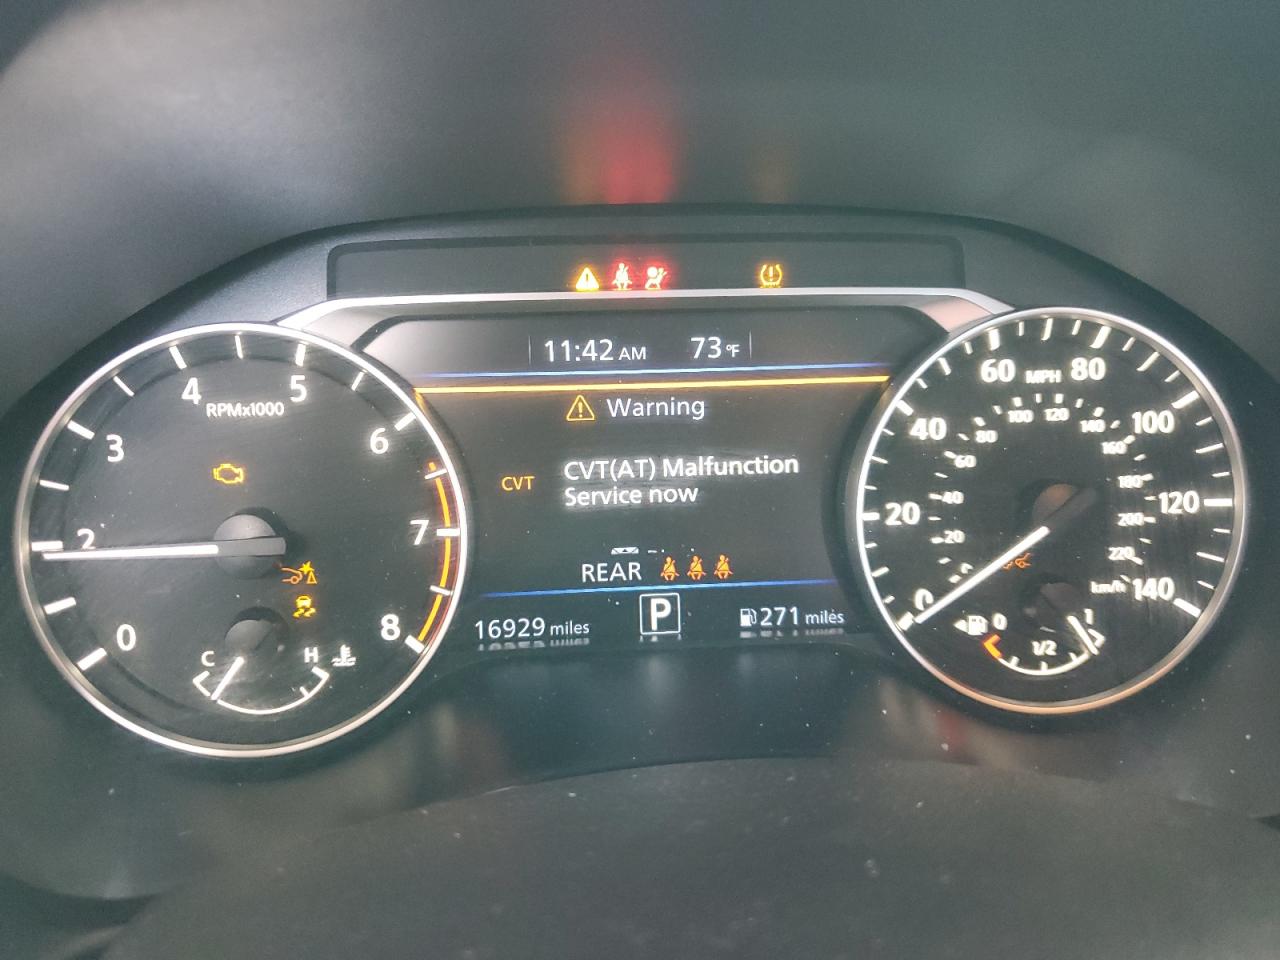 11:42 AM 73°F
Warning
CVT CVT(AT) Malfunction
Service now
REAR
16929 miles P 271 miles
0 2 3 4 5 6 7 8
RPMx1000
C H
0 20 40 60 MPH 80 100 120 140
20 40 60 80 100 120 140 160 180 200 220 km/h
0 1/2 1